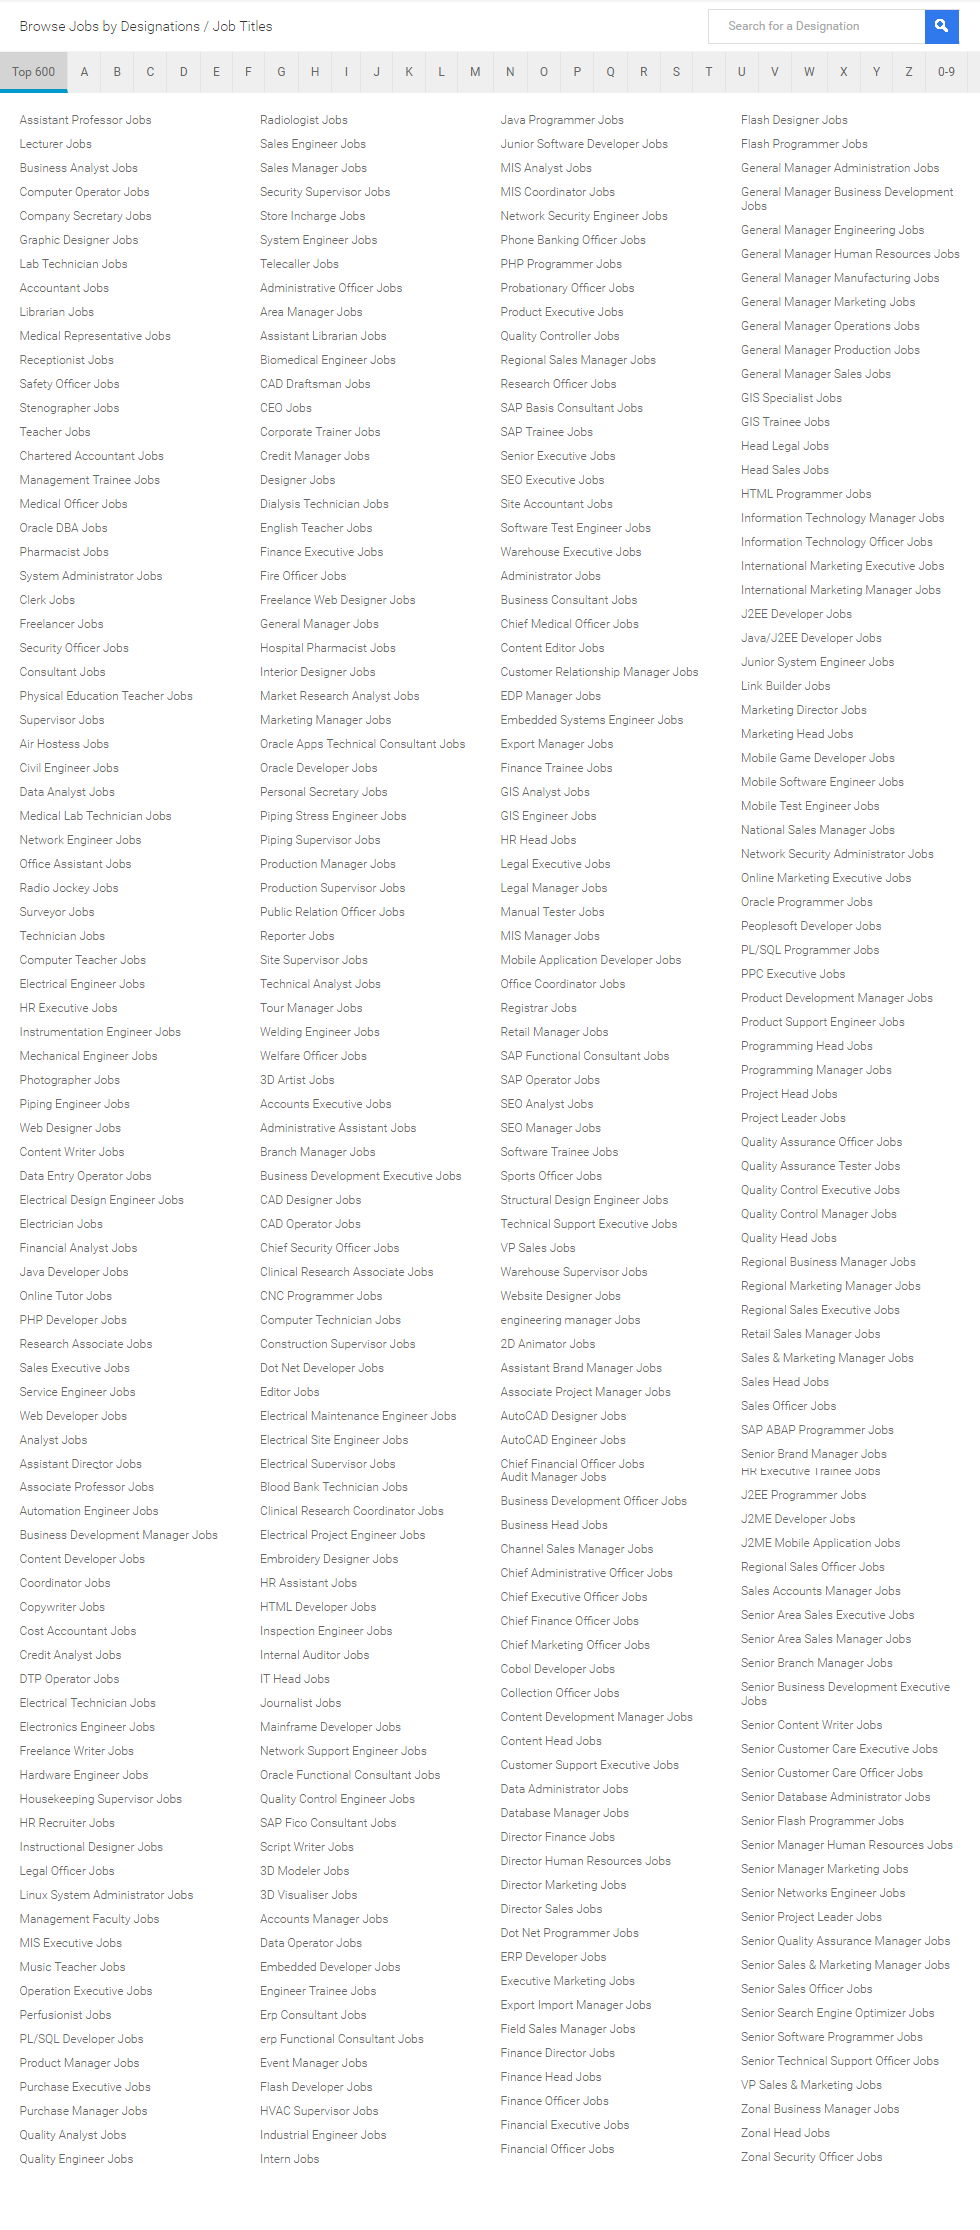 Browse Jobs by Designations / Job Titles
Search for a Designation
Top 600 A B C D E F G H I J K L M N O P Q R S T U V W X Y Z 0-9
Assistant Professor Jobs
Lecturer Jobs
Business Analyst Jobs
Computer Operator Jobs
Company Secretary Jobs
Graphic Designer Jobs
Lab Technician Jobs
Accountant Jobs
Librarian Jobs
Medical Representative Jobs
Receptionist Jobs
Safety Officer Jobs
Stenographer Jobs
Teacher Jobs
Chartered Accountant Jobs
Management Trainee Jobs
Medical Officer Jobs
Oracle DBA Jobs
Pharmacist Jobs
System Administrator Jobs
Clerk Jobs
Freelancer Jobs
Security Officer Jobs
Consultant Jobs
Physical Education Teacher Jobs
Supervisor Jobs
Air Hostess Jobs
Civil Engineer Jobs
Data Analyst Jobs
Medical Lab Technician Jobs
Network Engineer Jobs
Office Assistant Jobs
Radio Jockey Jobs
Surveyor Jobs
Technician Jobs
Computer Teacher Jobs
Electrical Engineer Jobs
HR Executive Jobs
Instrumentation Engineer Jobs
Mechanical Engineer Jobs
Photographer Jobs
Piping Engineer Jobs
Web Designer Jobs
Content Writer Jobs
Data Entry Operator Jobs
Electrical Design Engineer Jobs
Electrician Jobs
Financial Analyst Jobs
Java Developer Jobs
Online Tutor Jobs
PHP Developer Jobs
Research Associate Jobs
Sales Executive Jobs
Service Engineer Jobs
Web Developer Jobs
Analyst Jobs
Assistant Director Jobs
Associate Professor Jobs
Automation Engineer Jobs
Business Development Manager Jobs
Content Developer Jobs
Coordinator Jobs
Copywriter Jobs
Cost Accountant Jobs
Credit Analyst Jobs
DTP Operator Jobs
Electrical Technician Jobs
Electronics Engineer Jobs
Freelance Writer Jobs
Hardware Engineer Jobs
Housekeeping Supervisor Jobs
HR Recruiter Jobs
Instructional Designer Jobs
Legal Officer Jobs
Linux System Administrator Jobs
Management Faculty Jobs
MIS Executive Jobs
Music Teacher Jobs
Operation Executive Jobs
Perfusionist Jobs
PL/SQL Developer Jobs
Product Manager Jobs
Purchase Executive Jobs
Purchase Manager Jobs
Quality Analyst Jobs
Quality Engineer Jobs
Radiologist Jobs
Sales Engineer Jobs
Sales Manager Jobs
Security Supervisor Jobs
Store Incharge Jobs
System Engineer Jobs
Telecaller Jobs
Administrative Officer Jobs
Area Manager Jobs
Assistant Librarian Jobs
Biomedical Engineer Jobs
CAD Draftsman Jobs
CEO Jobs
Corporate Trainer Jobs
Credit Manager Jobs
Designer Jobs
Dialysis Technician Jobs
English Teacher Jobs
Finance Executive Jobs
Fire Officer Jobs
Freelance Web Designer Jobs
General Manager Jobs
Hospital Pharmacist Jobs
Interior Designer Jobs
Market Research Analyst Jobs
Marketing Manager Jobs
Oracle Apps Technical Consultant Jobs
Oracle Developer Jobs
Personal Secretary Jobs
Piping Stress Engineer Jobs
Piping Supervisor Jobs
Production Manager Jobs
Production Supervisor Jobs
Public Relation Officer Jobs
Reporter Jobs
Site Supervisor Jobs
Technical Analyst Jobs
Tour Manager Jobs
Welding Engineer Jobs
Welfare Officer Jobs
3D Artist Jobs
Accounts Executive Jobs
Administrative Assistant Jobs
Branch Manager Jobs
Business Development Executive Jobs
CAD Designer Jobs
CAD Operator Jobs
Chief Security Officer Jobs
Clinical Research Associate Jobs
CNC Programmer Jobs
Computer Technician Jobs
Construction Supervisor Jobs
Dot Net Developer Jobs
Editor Jobs
Electrical Maintenance Engineer Jobs
Electrical Site Engineer Jobs
Electrical Supervisor Jobs
Blood Bank Technician Jobs
Clinical Research Coordinator Jobs
Electrical Project Engineer Jobs
Embroidery Designer Jobs
HR Assistant Jobs
HTML Developer Jobs
Inspection Engineer Jobs
Internal Auditor Jobs
IT Head Jobs
Journalist Jobs
Mainframe Developer Jobs
Network Support Engineer Jobs
Oracle Functional Consultant Jobs
Quality Control Engineer Jobs
SAP Fico Consultant Jobs
Script Writer Jobs
3D Modeler Jobs
3D Visualiser Jobs
Accounts Manager Jobs
Data Operator Jobs
Embedded Developer Jobs
Engineer Trainee Jobs
Erp Consultant Jobs
erp Functional Consultant Jobs
Event Manager Jobs
Flash Developer Jobs
HVAC Supervisor Jobs
Industrial Engineer Jobs
Intern Jobs
Java Programmer Jobs
Junior Software Developer Jobs
MIS Analyst Jobs
MIS Coordinator Jobs
Network Security Engineer Jobs
Phone Banking Officer Jobs
PHP Programmer Jobs
Probationary Officer Jobs
Product Executive Jobs
Quality Controller Jobs
Regional Sales Manager Jobs
Research Officer Jobs
SAP Basis Consultant Jobs
SAP Trainee Jobs
Senior Executive Jobs
SEO Executive Jobs
Site Accountant Jobs
Software Test Engineer Jobs
Warehouse Executive Jobs
Administrator Jobs
Business Consultant Jobs
Chief Medical Officer Jobs
Content Editor Jobs
Customer Relationship Manager Jobs
EDP Manager Jobs
Embedded Systems Engineer Jobs
Export Manager Jobs
Finance Trainee Jobs
GIS Analyst Jobs
GIS Engineer Jobs
HR Head Jobs
Legal Executive Jobs
Legal Manager Jobs
Manual Tester Jobs
MIS Manager Jobs
Mobile Application Developer Jobs
Office Coordinator Jobs
Registrar Jobs
Retail Manager Jobs
SAP Functional Consultant Jobs
SAP Operator Jobs
SEO Analyst Jobs
SEO Manager Jobs
Software Trainee Jobs
Sports Officer Jobs
Structural Design Engineer Jobs
Technical Support Executive Jobs
VP Sales Jobs
Warehouse Supervisor Jobs
Website Designer Jobs
engineering manager Jobs
2D Animator Jobs
Assistant Brand Manager Jobs
Associate Project Manager Jobs
AutoCAD Designer Jobs
AutoCAD Engineer Jobs
Chief Financial Officer Jobs
Audit Manager Jobs
Business Development Officer Jobs
Business Head Jobs
Channel Sales Manager Jobs
Chief Administrative Officer Jobs
Chief Executive Officer Jobs
Chief Finance Officer Jobs
Chief Marketing Officer Jobs
Cobol Developer Jobs
Collection Officer Jobs
Content Development Manager Jobs
Content Head Jobs
Customer Support Executive Jobs
Data Administrator Jobs
Database Manager Jobs
Director Finance Jobs
Director Human Resources Jobs
Director Marketing Jobs
Director Sales Jobs
Dot Net Programmer Jobs
ERP Developer Jobs
Executive Marketing Jobs
Export Import Manager Jobs
Field Sales Manager Jobs
Finance Director Jobs
Finance Head Jobs
Finance Officer Jobs
Financial Executive Jobs
Financial Officer Jobs
Flash Designer Jobs
Flash Programmer Jobs
General Manager Administration Jobs
General Manager Business Development
Jobs
General Manager Engineering Jobs
General Manager Human Resources Jobs
General Manager Manufacturing Jobs
General Manager Marketing Jobs
General Manager Operations Jobs
General Manager Production Jobs
General Manager Sales Jobs
GIS Specialist Jobs
GIS Trainee Jobs
Head Legal Jobs
Head Sales Jobs
HTML Programmer Jobs
Information Technology Manager Jobs
Information Technology Officer Jobs
International Marketing Executive Jobs
International Marketing Manager Jobs
J2EE Developer Jobs
Java/J2EE Developer Jobs
Junior System Engineer Jobs
Link Builder Jobs
Marketing Director Jobs
Marketing Head Jobs
Mobile Game Developer Jobs
Mobile Software Engineer Jobs
Mobile Test Engineer Jobs
National Sales Manager Jobs
Network Security Administrator Jobs
Online Marketing Executive Jobs
Oracle Programmer Jobs
Peoplesoft Developer Jobs
PL/SQL Programmer Jobs
PPC Executive Jobs
Product Development Manager Jobs
Product Support Engineer Jobs
Programming Head Jobs
Programming Manager Jobs
Project Head Jobs
Project Leader Jobs
Quality Assurance Officer Jobs
Quality Assurance Tester Jobs
Quality Control Executive Jobs
Quality Control Manager Jobs
Quality Head Jobs
Regional Business Manager Jobs
Regional Marketing Manager Jobs
Regional Sales Executive Jobs
Retail Sales Manager Jobs
Sales & Marketing Manager Jobs
Sales Head Jobs
Sales Officer Jobs
SAP ABAP Programmer Jobs
Senior Brand Manager Jobs
HR Executive Trainee Jobs
J2EE Programmer Jobs
J2ME Developer Jobs
J2ME Mobile Application Jobs
Regional Sales Officer Jobs
Sales Accounts Manager Jobs
Senior Area Sales Executive Jobs
Senior Area Sales Manager Jobs
Senior Branch Manager Jobs
Senior Business Development Executive
Jobs
Senior Content Writer Jobs
Senior Customer Care Executive Jobs
Senior Customer Care Officer Jobs
Senior Database Administrator Jobs
Senior Flash Programmer Jobs
Senior Manager Human Resources Jobs
Senior Manager Marketing Jobs
Senior Networks Engineer Jobs
Senior Project Leader Jobs
Senior Quality Assurance Manager Jobs
Senior Sales & Marketing Manager Jobs
Senior Sales Officer Jobs
Senior Search Engine Optimizer Jobs
Senior Software Programmer Jobs
Senior Technical Support Officer Jobs
VP Sales & Marketing Jobs
Zonal Business Manager Jobs
Zonal Head Jobs
Zonal Security Officer Jobs